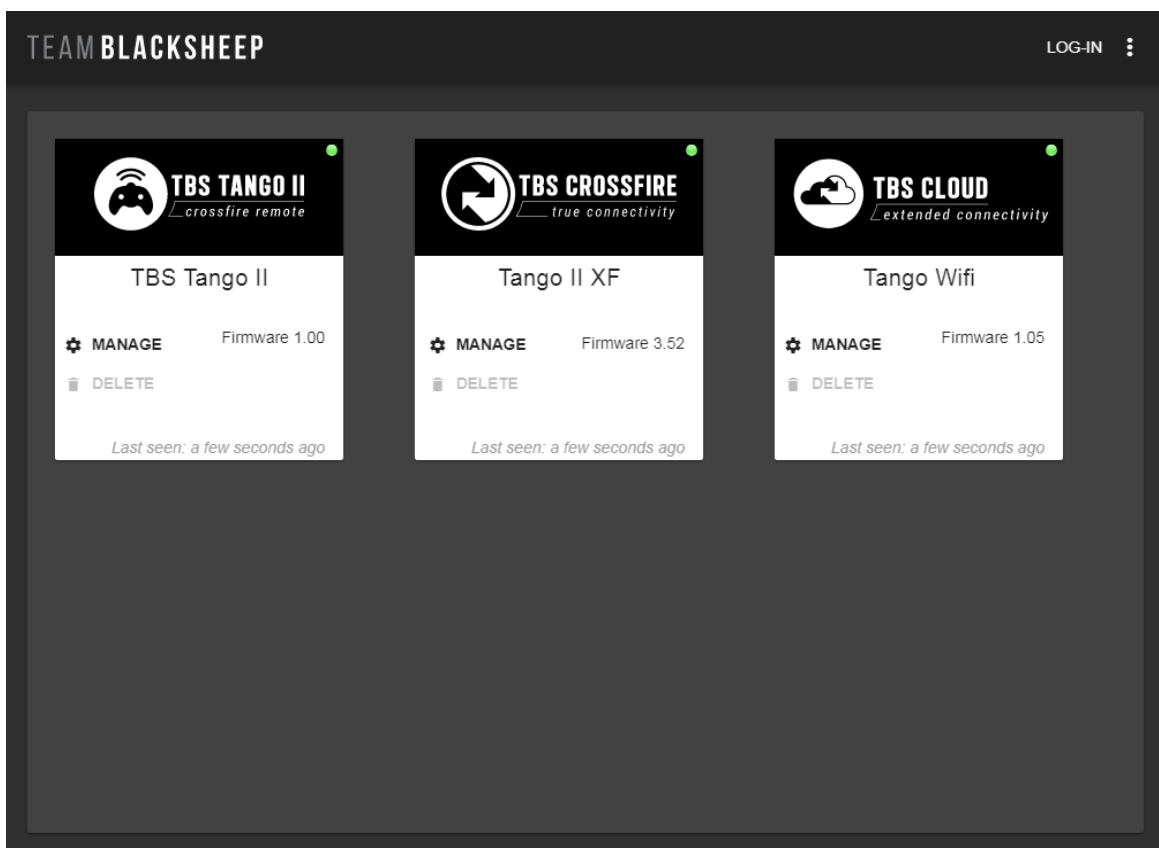 TEAM BLACKSHEEP
LOG-IN
TBS TANGO II
crossfire remote
TBS Tango II
MANAGE
Firmware 1.00
DELETE
Last seen: a few seconds ago
TBS CROSSFIRE
true connectivity
Tango II XF
MANAGE
Firmware 3.52
DELETE
Last seen: a few seconds ago
TBS CLOUD
extended connectivity
Tango Wifi
MANAGE
Firmware 1.05
DELETE
Last seen: a few seconds ago